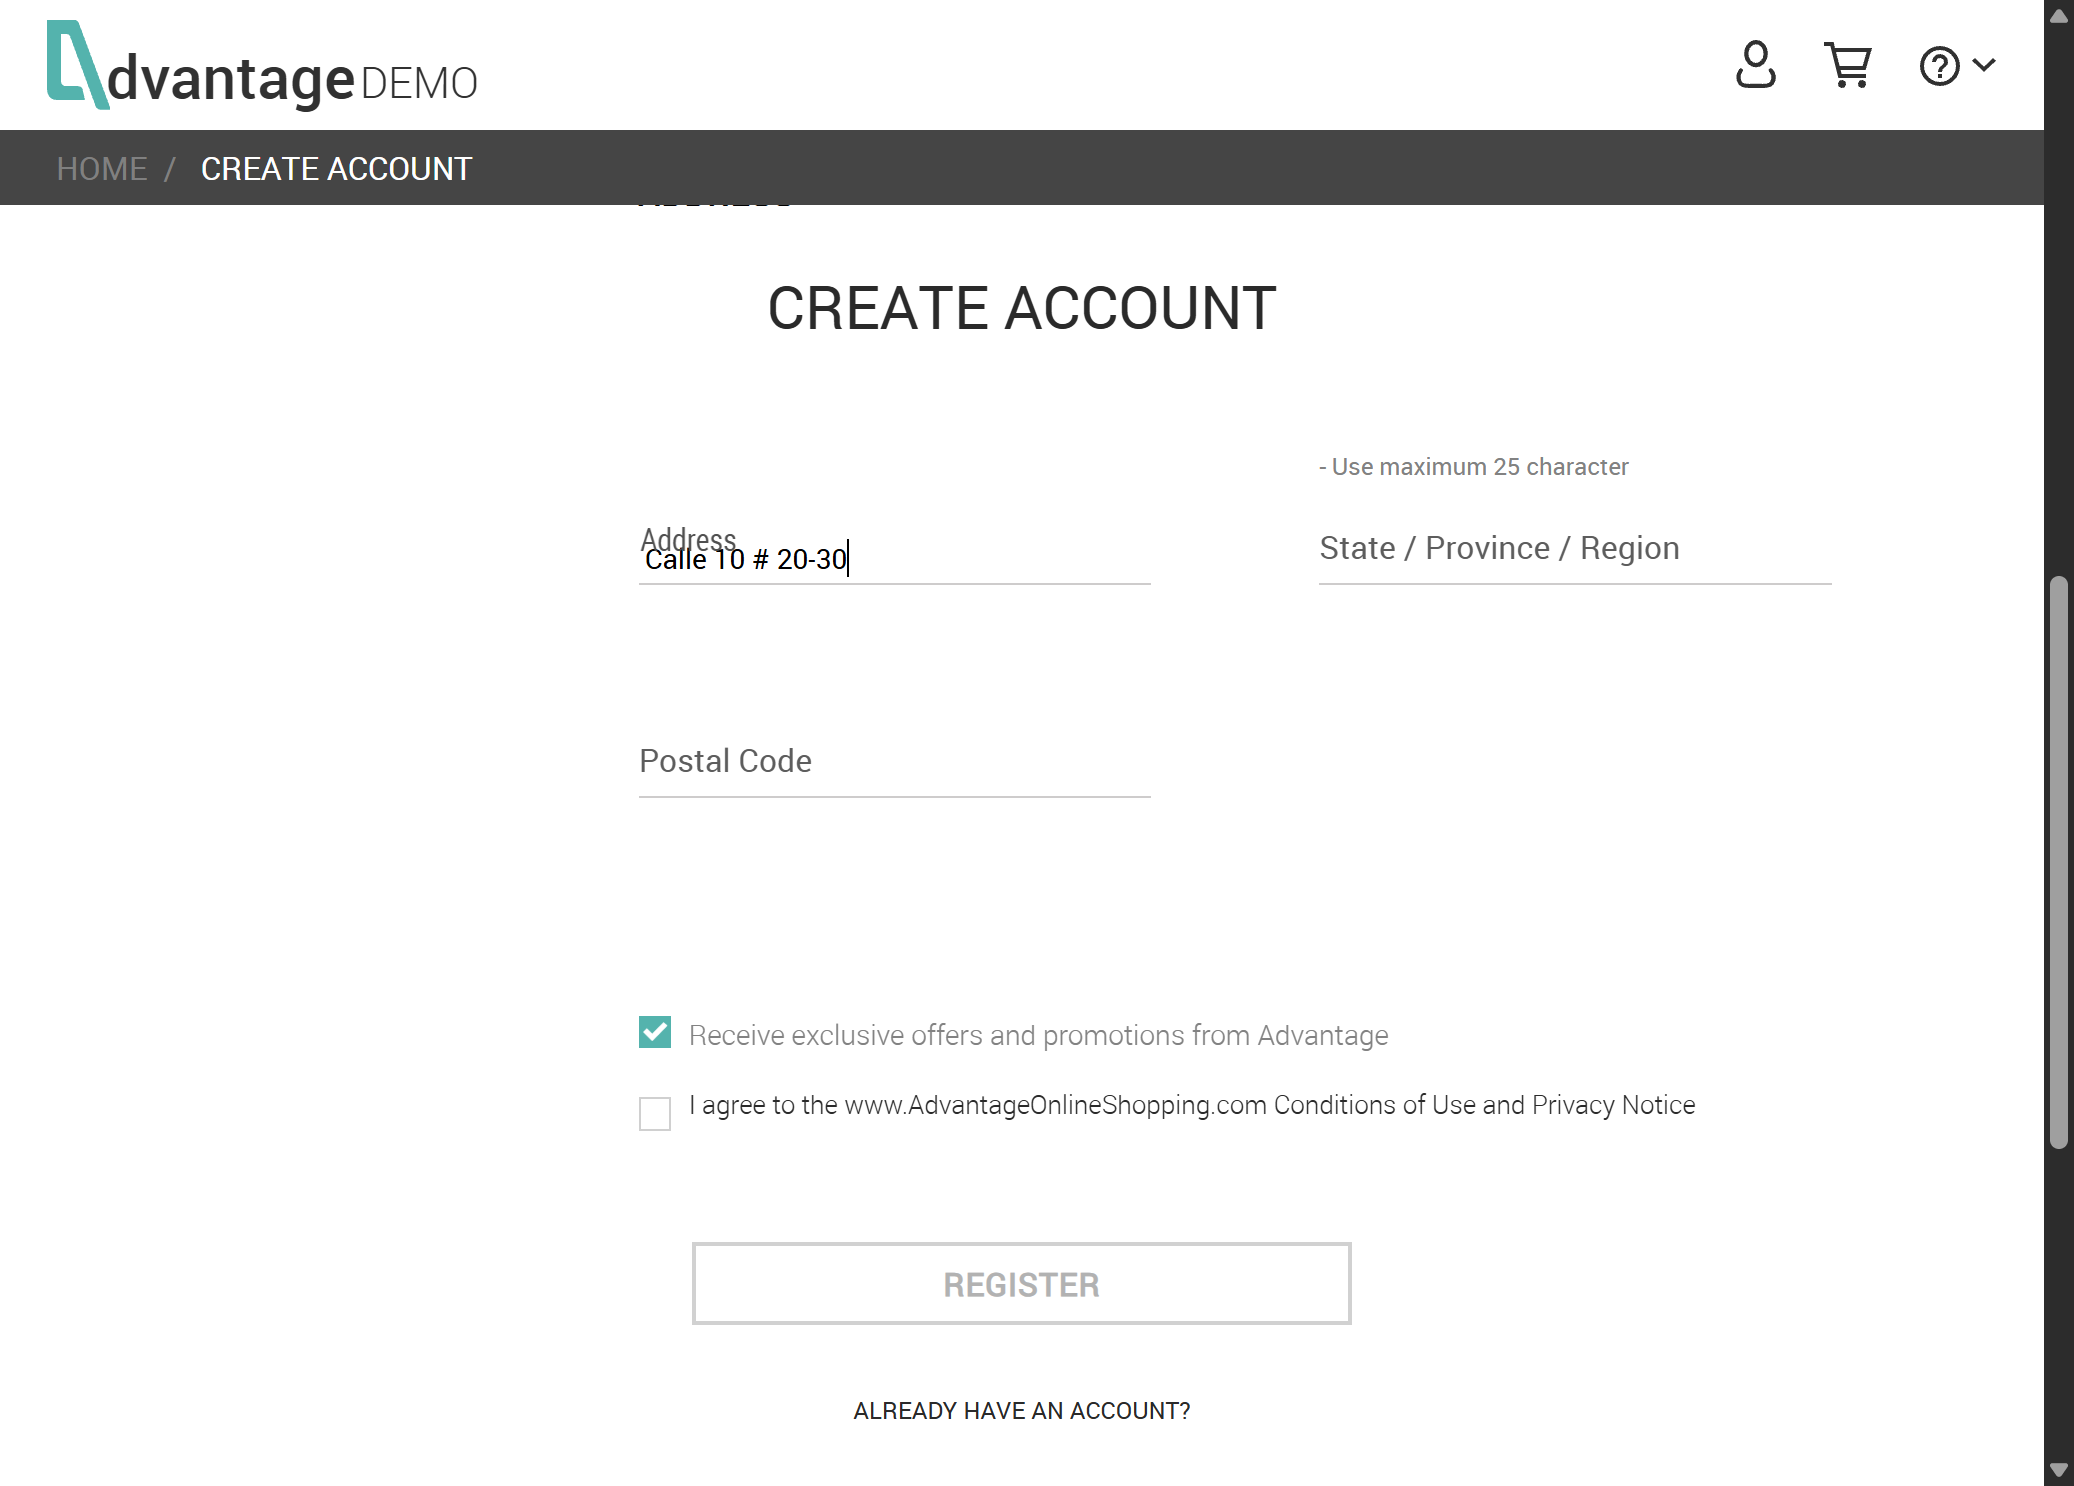 dvantage DEMO
HOME / CREATE ACCOUNT
CREATE ACCOUNT
- Use maximum 25 character
Address
Calle 10 # 20-30
State / Province / Region
Postal Code
Receive exclusive offers and promotions from Advantage
I agree to the www.AdvantageOnlineShopping.com Conditions of Use and Privacy Notice
REGISTER
ALREADY HAVE AN ACCOUNT?